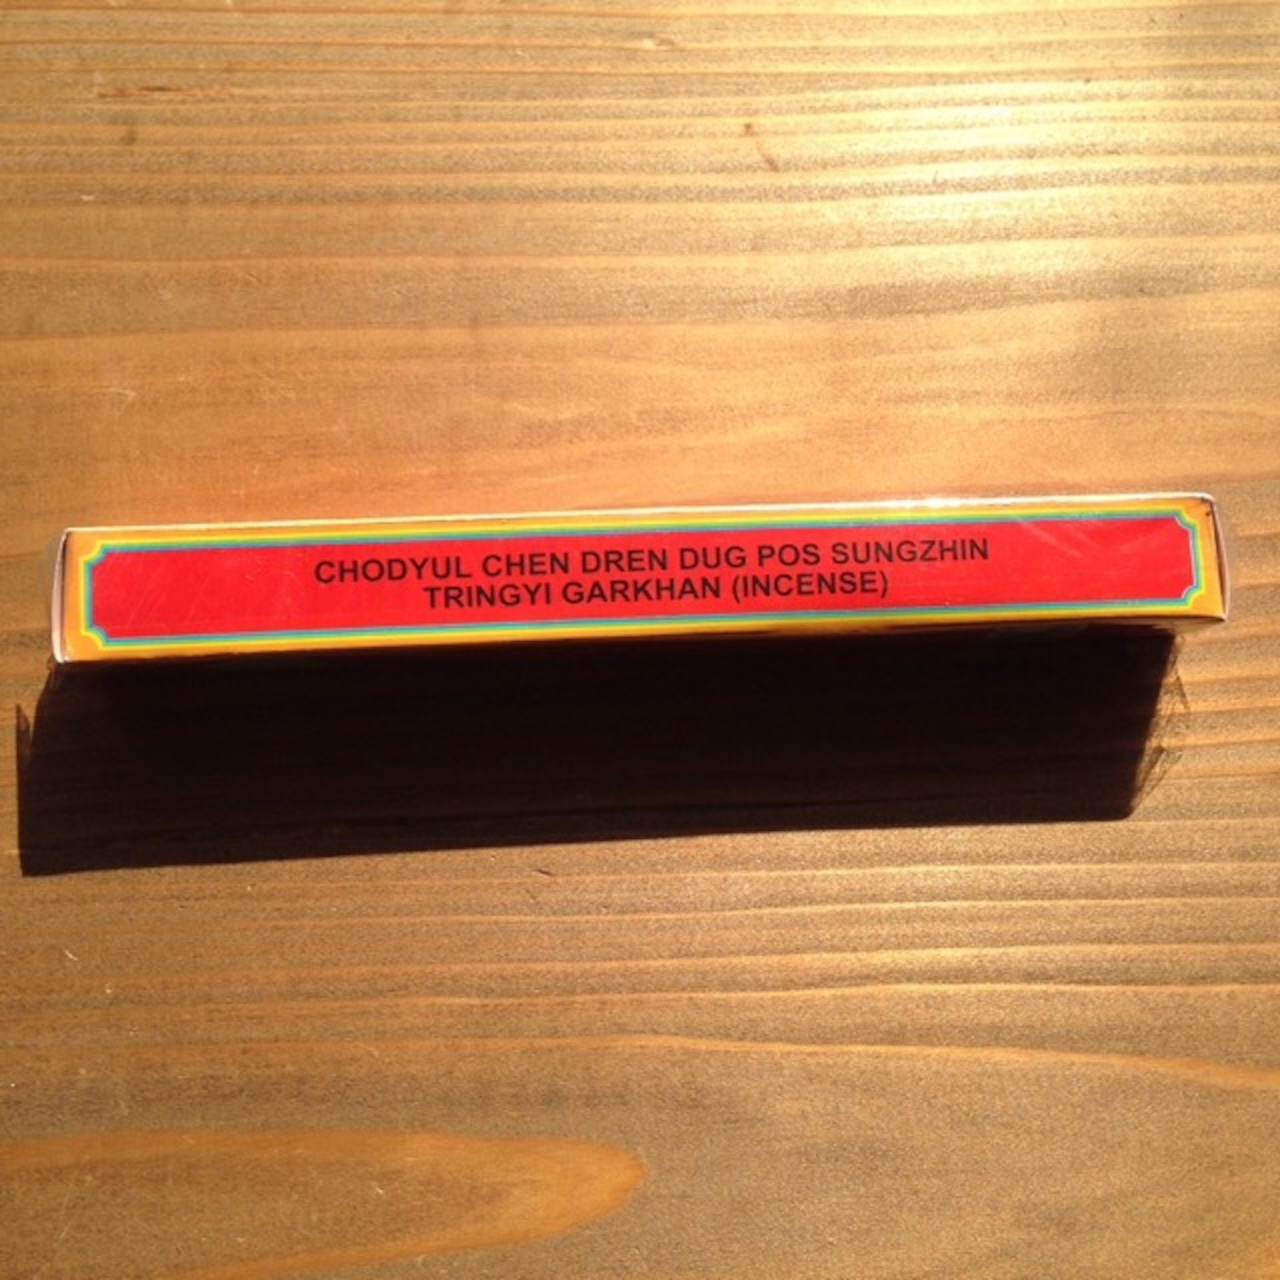 CHODYUL CHEN DREN DUG POS SUNGZHIN
TRINGYI GARKHAN (INCENSE)